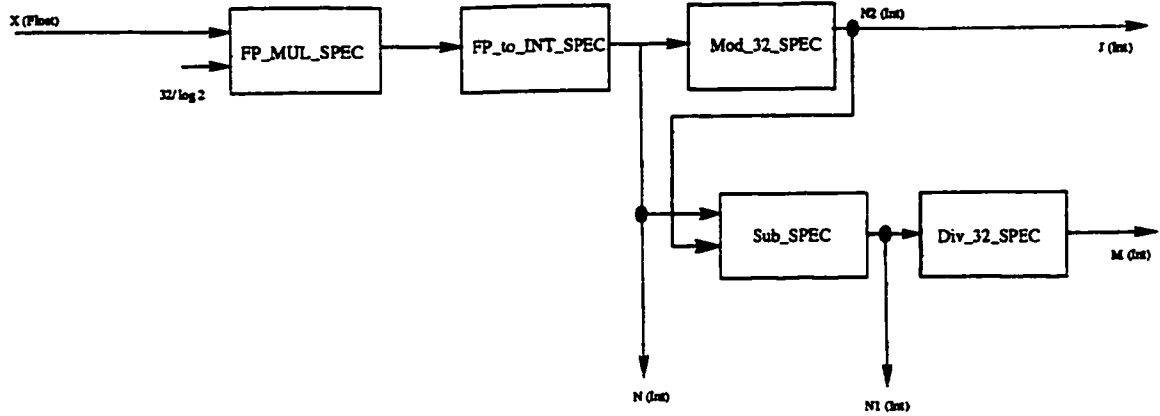 X (Float)
N2 (Int)
FP_MUL_SPEC
FP_to_INT_SPEC
Mod_32_SPEC
J (Int)
32/log 2
Sub_SPEC
Div_32_SPEC
M (Int)
N (Int)
N1 (Int)